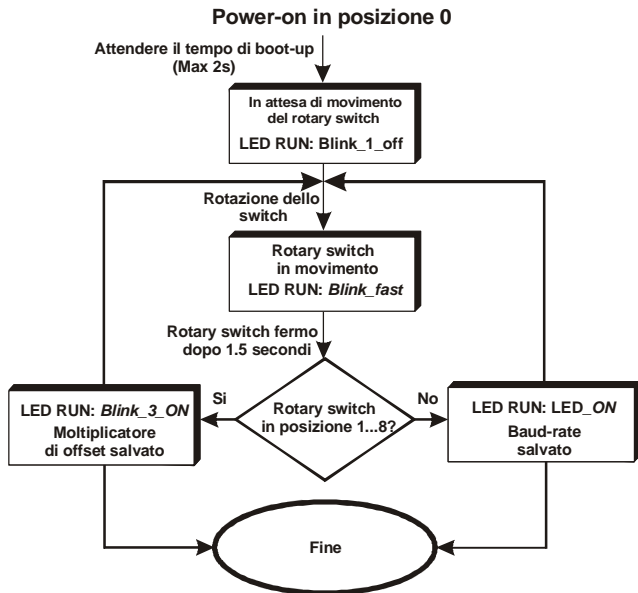 Power-on in posizione 0
Attendere il tempo di boot-up
(Max 2s)
In attesa di movimento
del rotary switch
LED RUN: Blink_1_off
Rotazione dello
switch
Rotary switch
in movimento
LED RUN: Blink_fast
Rotary switch fermo
dopo 1.5 secondi
Si
No
LED RUN: Blink_3_ON
Moltiplicatore
di offset salvato
Rotary switch
in posizione 1...8?
LED RUN: LED_ON
Baud-rate
salvato
Fine